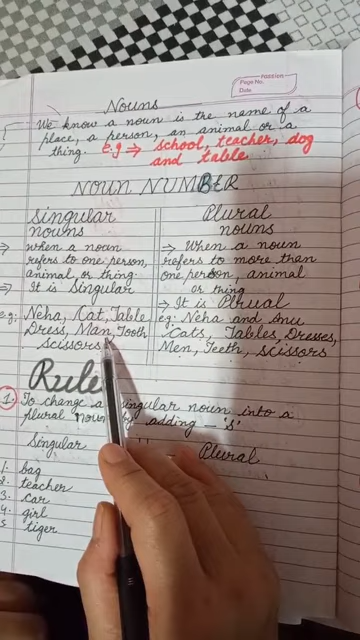 Passion
Page No.
Date
Nouns
We know a noun is the name of a
place, a person, an animal or a
thing. e.g → school, teacher, dog
and table
NOUN NUMBER
Singular
nouns
→ when a noun
refers to one person,
animal or thing.
→ It is Singular
eg: Neha, Cat, Table
Dress, Man, Tooth
scissors
Plural
nouns
→ When a noun
refers to more than
one person, animal
or thing
→ It is Plrual
eg: Neha and Anu
Cats, Tables, Dresses,
Men, Teeth, scissors
Rule
1 To change a singular noun into a
plural noun by adding - 's'
Singular Plural
1. bag
2. teacher
3. car
4. girl
5 tiger